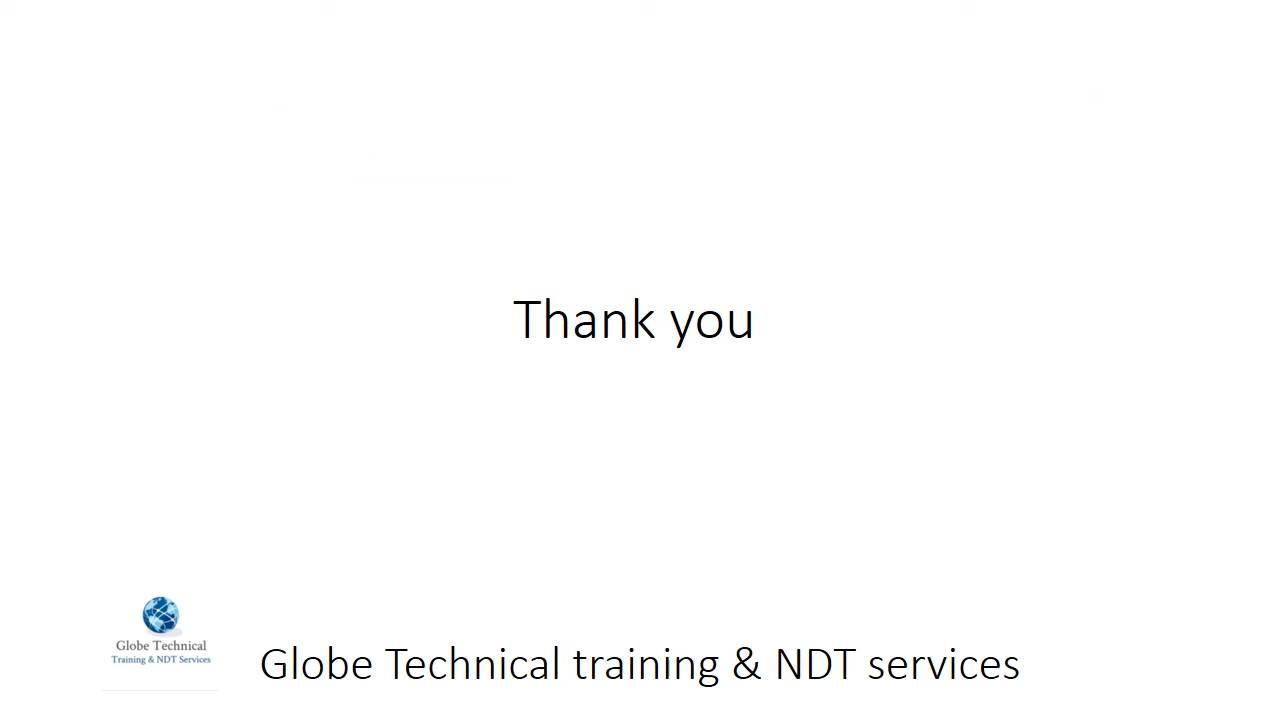 Thank you
Globe Technical
Training & NDT Services
Globe Technical training & NDT services